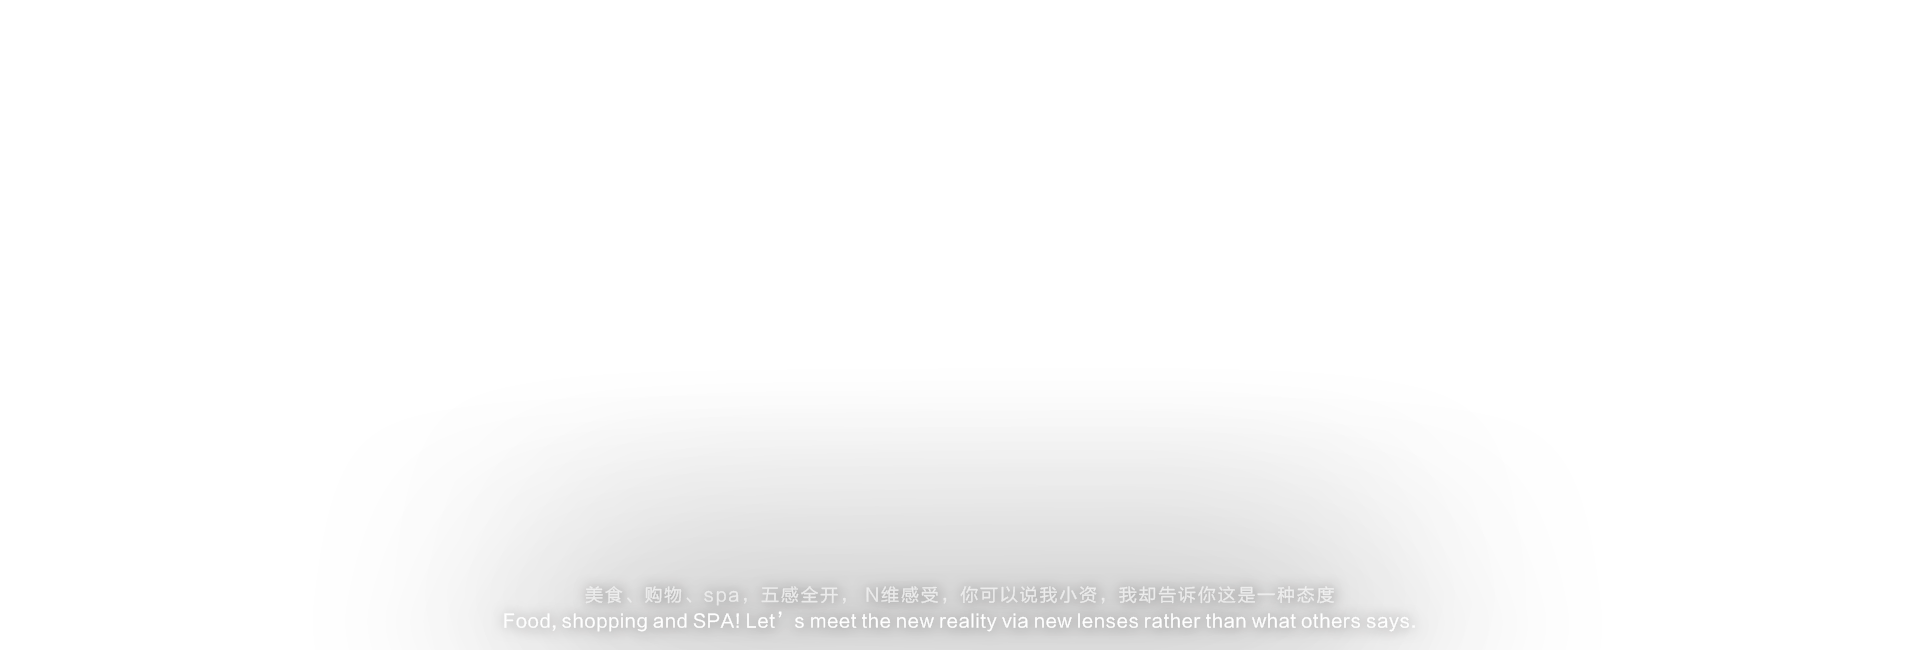 美食、购物、spa，五感全开， N维感受，你可以说我小资，我却告诉你这是一种态度
Food, shopping and SPA! Let’s meet the new reality via new lenses rather than what others says.